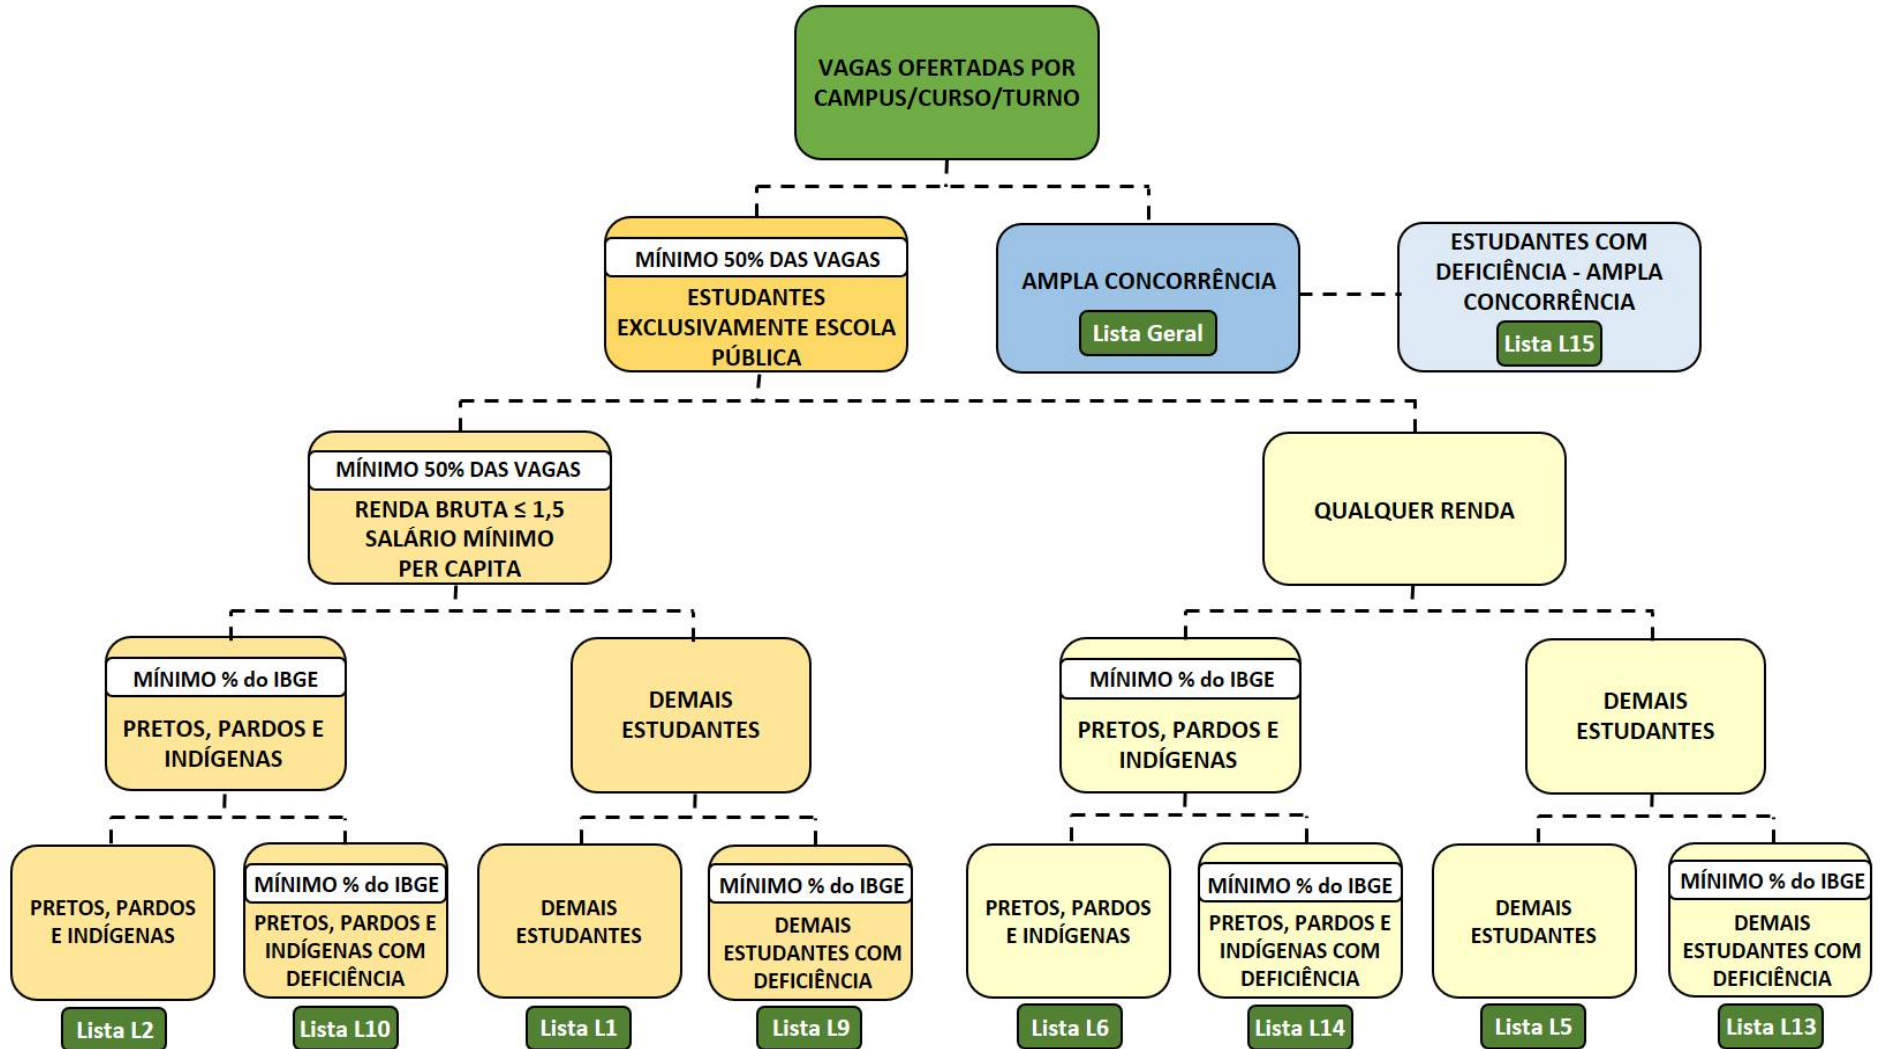 VAGAS OFERTADAS POR
CAMPUS/CURSO/TURNO
MÍNIMO 50% DAS VAGAS
ESTUDANTES
EXCLUSIVAMENTE ESCOLA
PÚBLICA
AMPLA CONCORRÊNCIA
Lista Geral
ESTUDANTES COM
DEFICIÊNCIA - AMPLA
CONCORRÊNCIA
Lista L15
MÍNIMO 50% DAS VAGAS
RENDA BRUTA ≤ 1,5
SALÁRIO MÍNIMO
PER CAPITA
QUALQUER RENDA
MÍNIMO % do IBGE
PRETOS, PARDOS E
INDÍGENAS
DEMAIS
ESTUDANTES
MÍNIMO % do IBGE
PRETOS, PARDOS E
INDÍGENAS
DEMAIS
ESTUDANTES
PRETOS, PARDOS
E INDÍGENAS
Lista L2
MÍNIMO % do IBGE
PRETOS, PARDOS E
INDÍGENAS COM
DEFICIÊNCIA
Lista L10
DEMAIS
ESTUDANTES
Lista L1
MÍNIMO % do IBGE
DEMAIS
ESTUDANTES COM
DEFICIÊNCIA
Lista L9
PRETOS, PARDOS
E INDÍGENAS
Lista L6
MÍNIMO % do IBGE
PRETOS, PARDOS E
INDÍGENAS COM
DEFICIÊNCIA
Lista L14
DEMAIS
ESTUDANTES
Lista L5
MÍNIMO % do IBGE
DEMAIS
ESTUDANTES COM
DEFICIÊNCIA
Lista L13